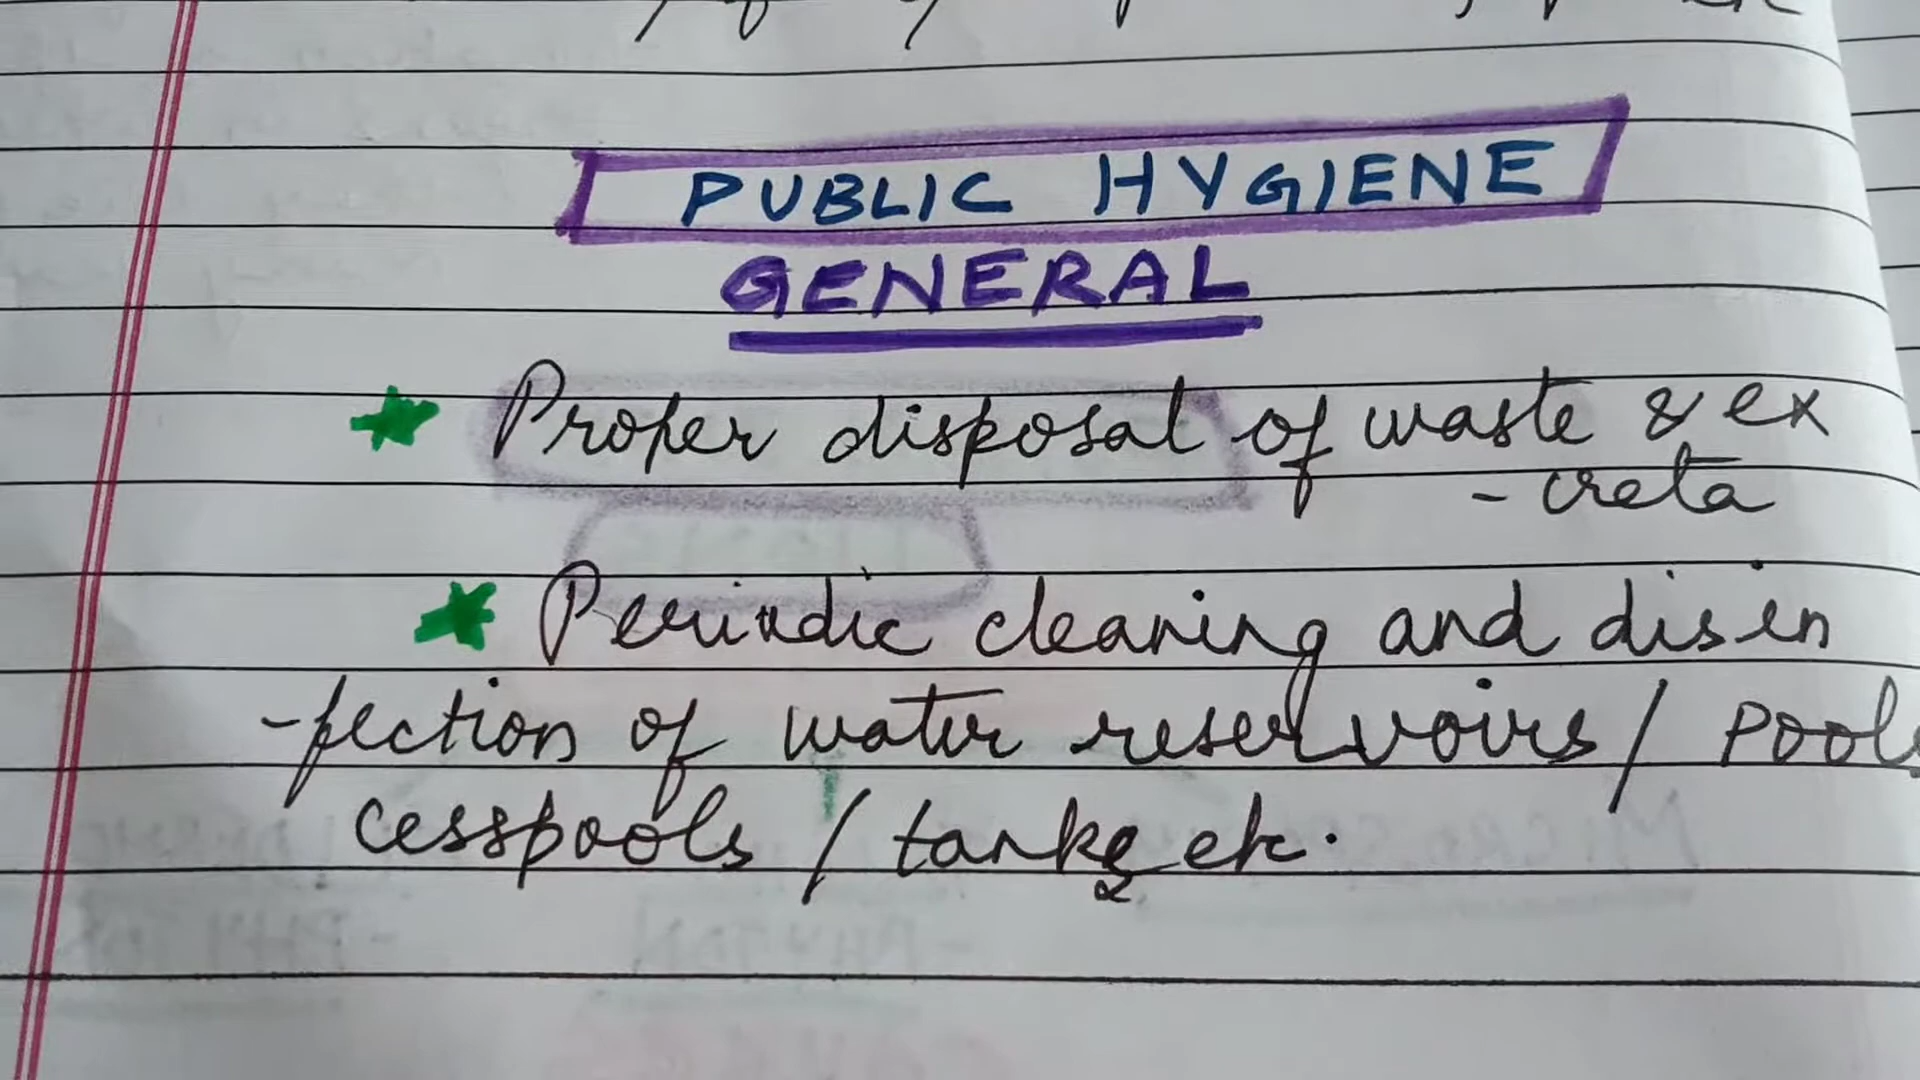 PUBLIC HYGIENE
GENERAL
Proper disposal of waste & ex
- creta
Periodic cleaning and disin
-fection of water reservoirs / pools
cesspools / tanks etc.